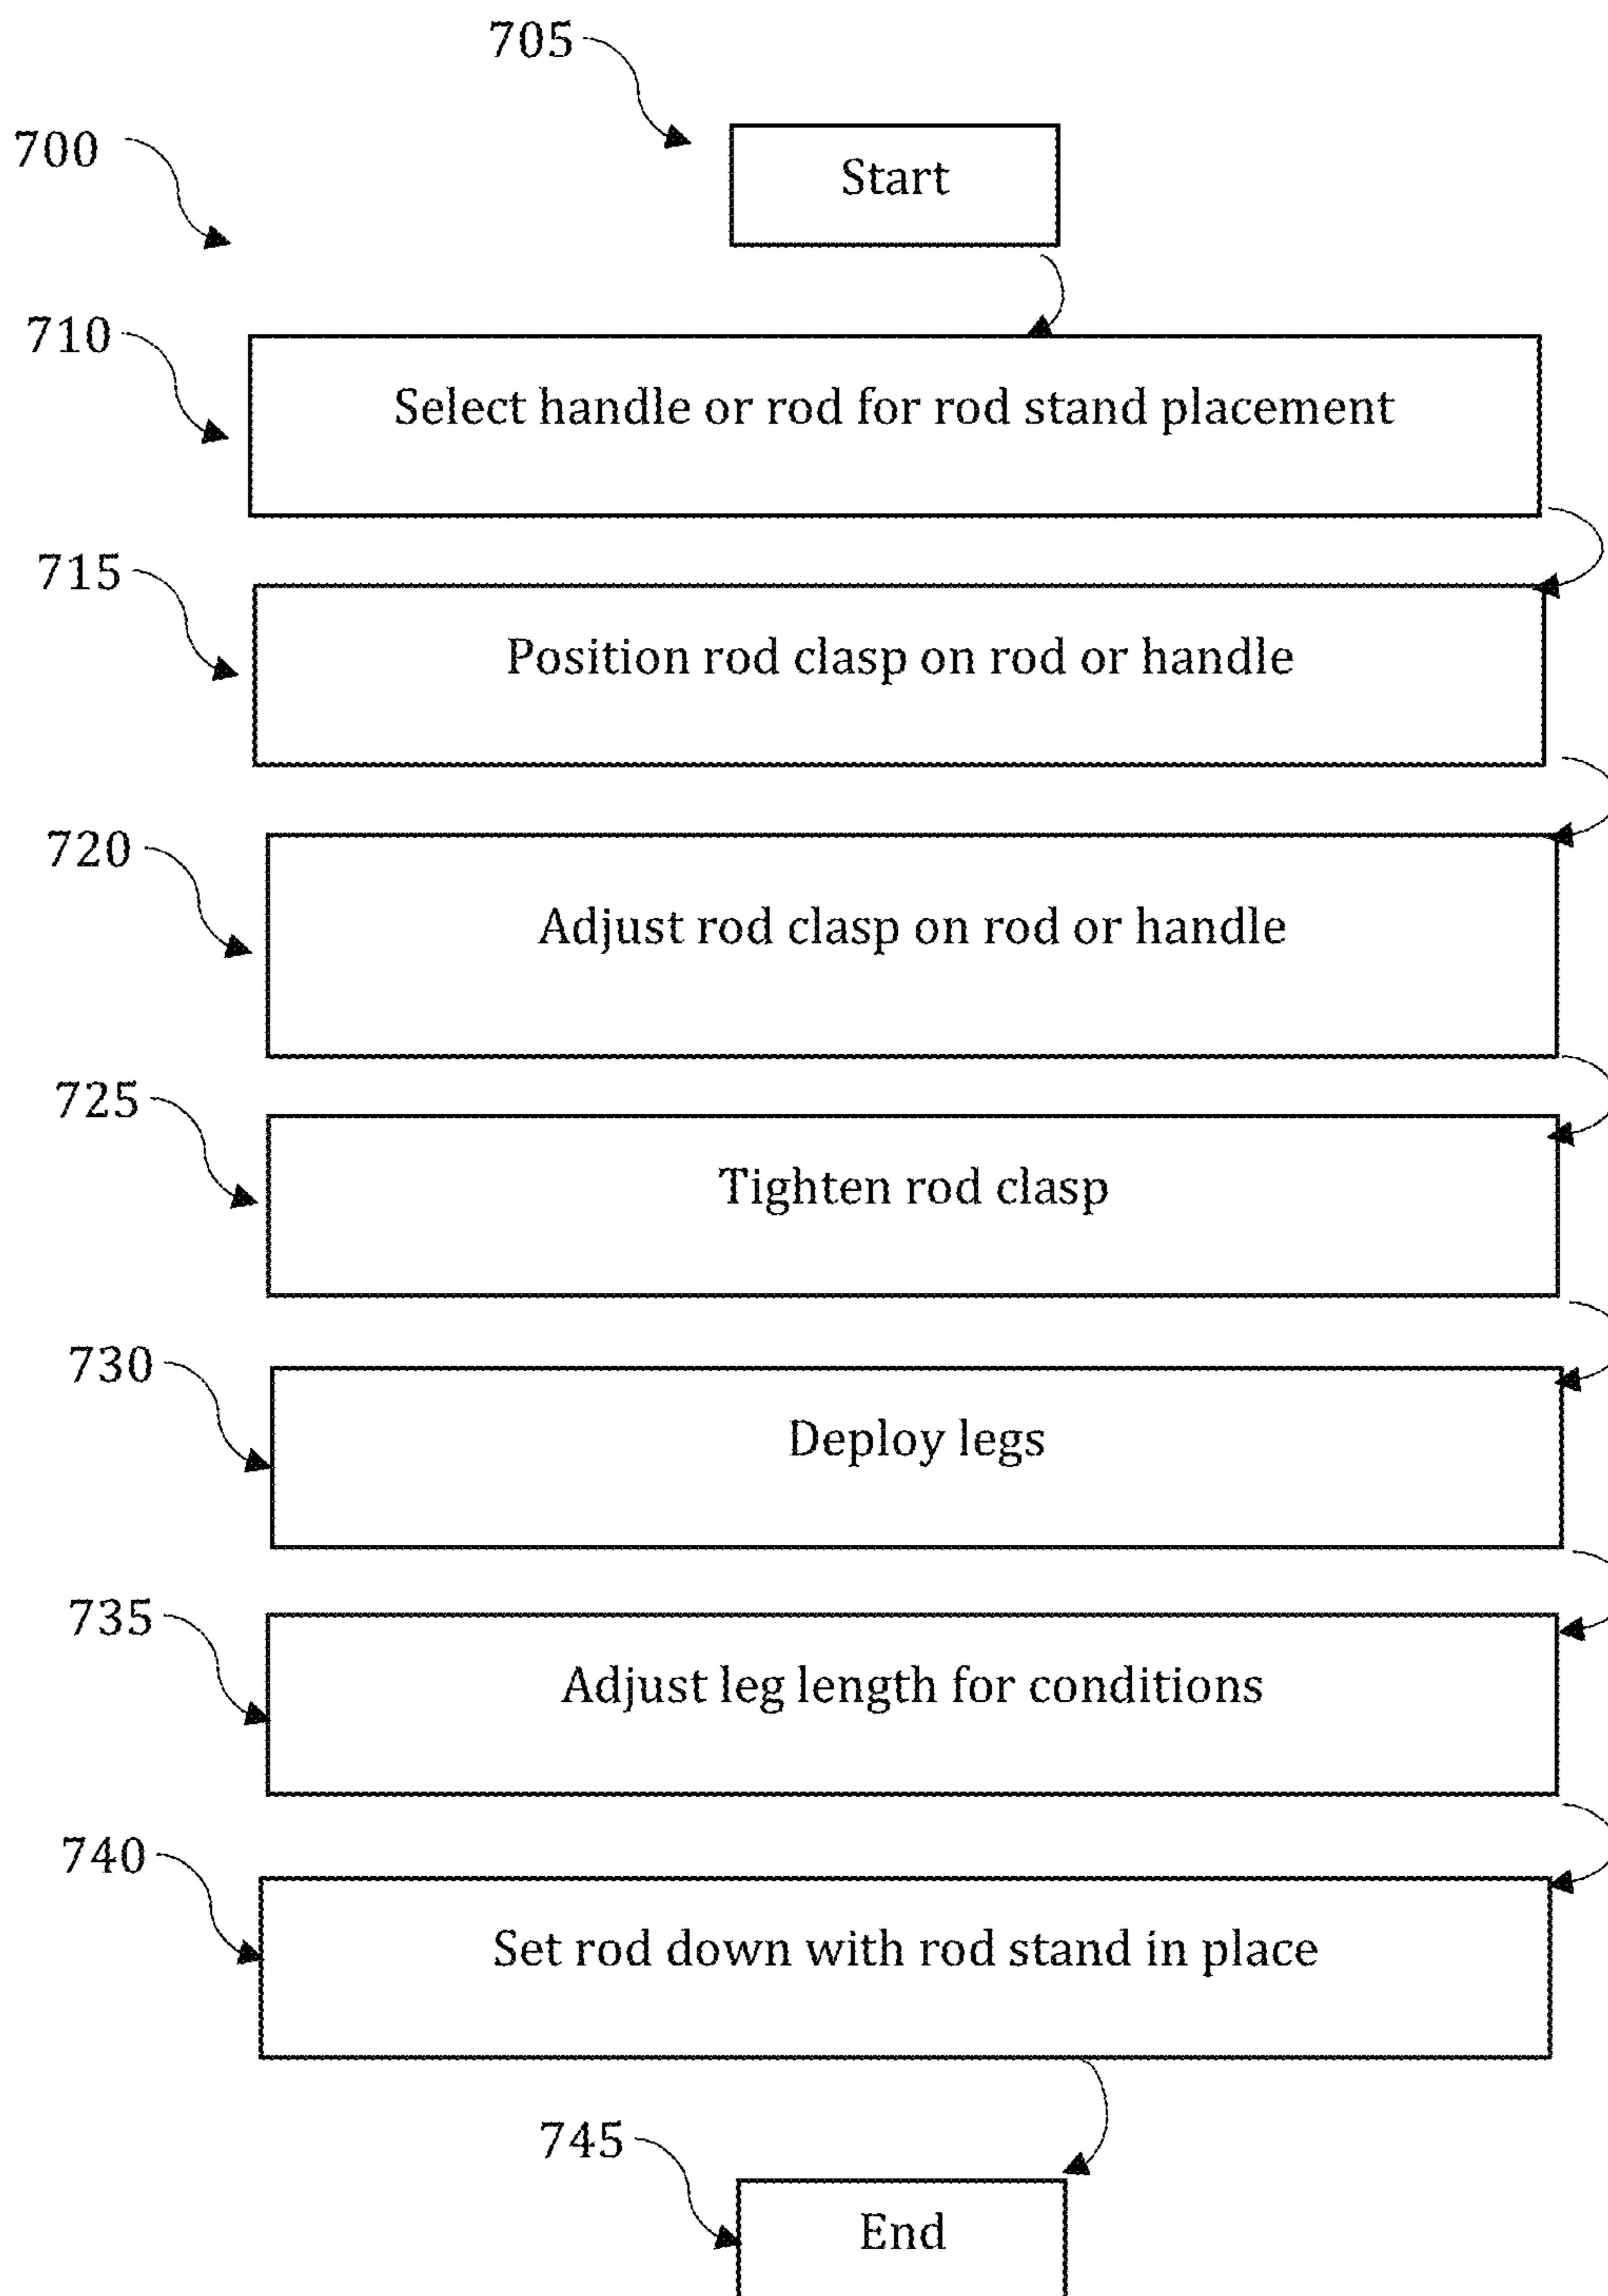 705
Start
700
710
Select handle or rod for rod stand placement
715
Position rod clasp on rod or handle
720
Adjust rod clasp on rod or handle
725
Tighten rod clasp
730
Deploy legs
735
Adjust leg length for conditions
740
Set rod down with rod stand in place
745
End